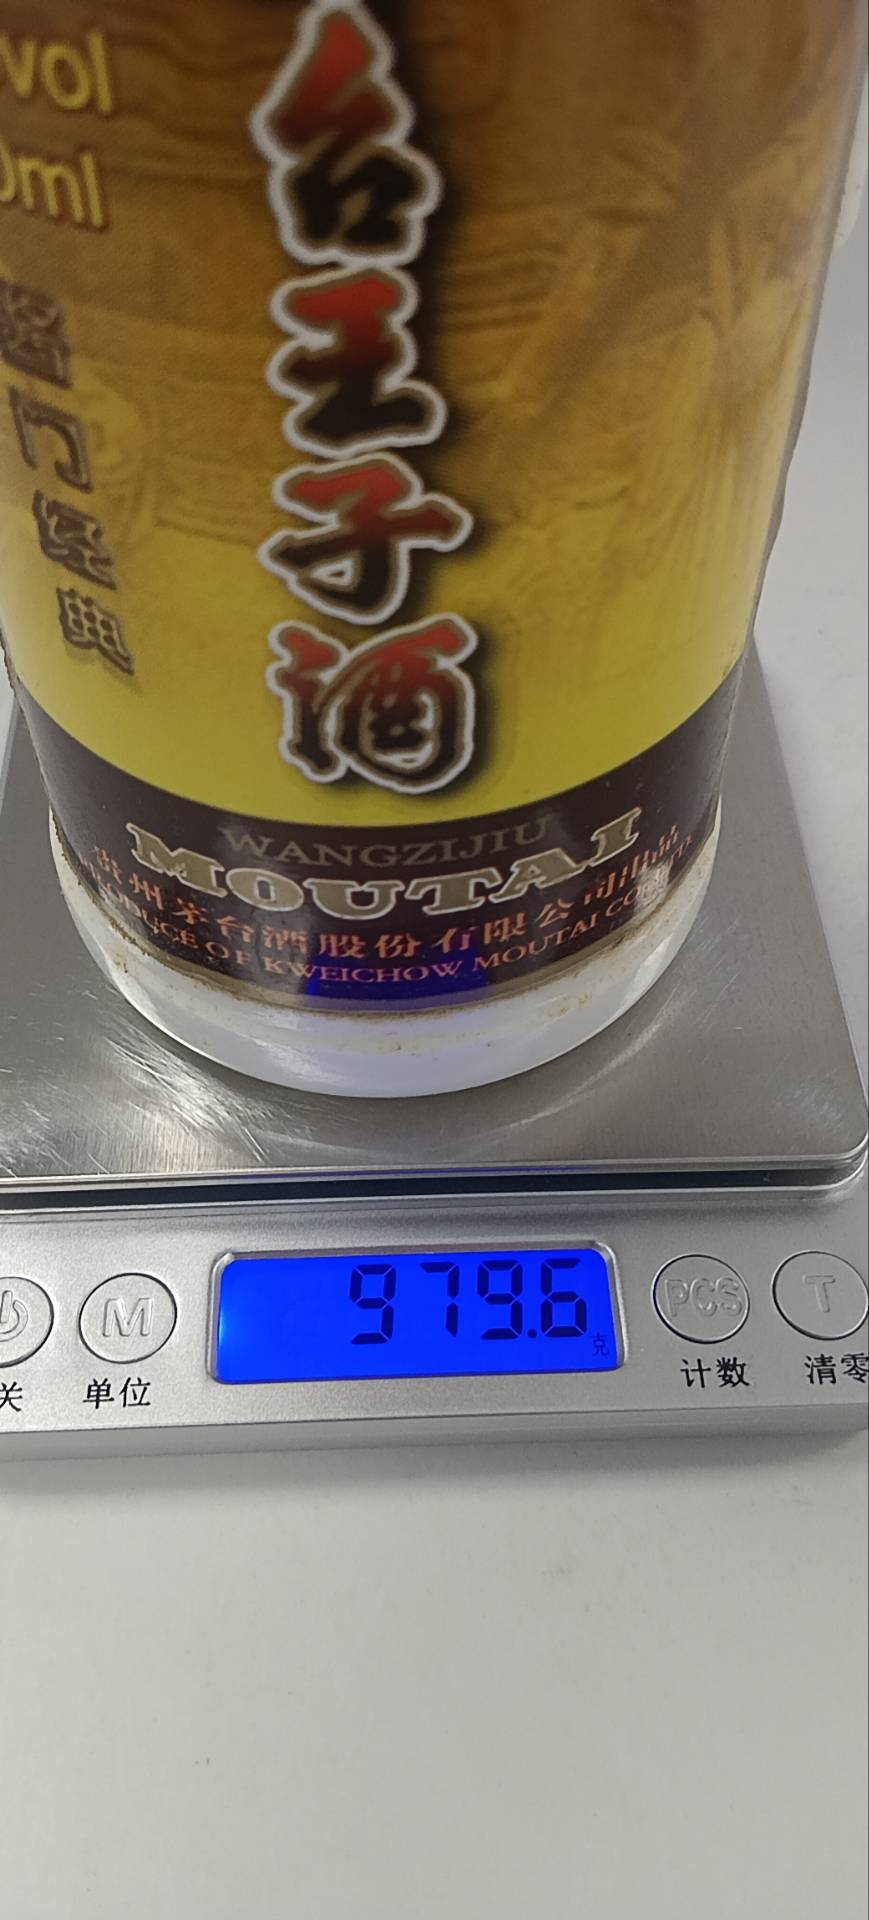 vol
0ml
台王子酒
酱门经典
WANGZIJIU
MOUTAI
贵州茅台酒股份有限公司出品
PRODUCE OF KWEICHOW MOUTAI CO., LTD
979.6
克
M
PCS
T
关
单位
计数
清零